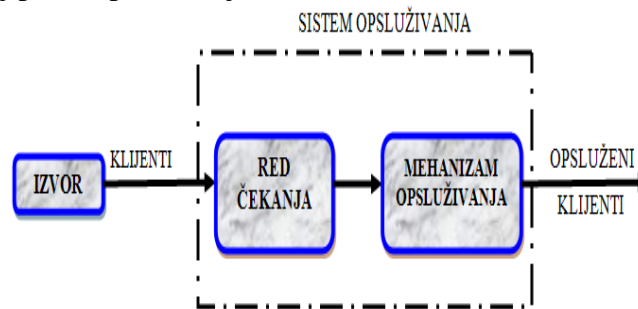 SISTEM OPSLUŽIVANJA
IZVOR
KLIJENTI
RED
ČEKANJA
MEHANIZAM
OPSLUŽIVANJA
OPSLUŽENI
KLIJENTI